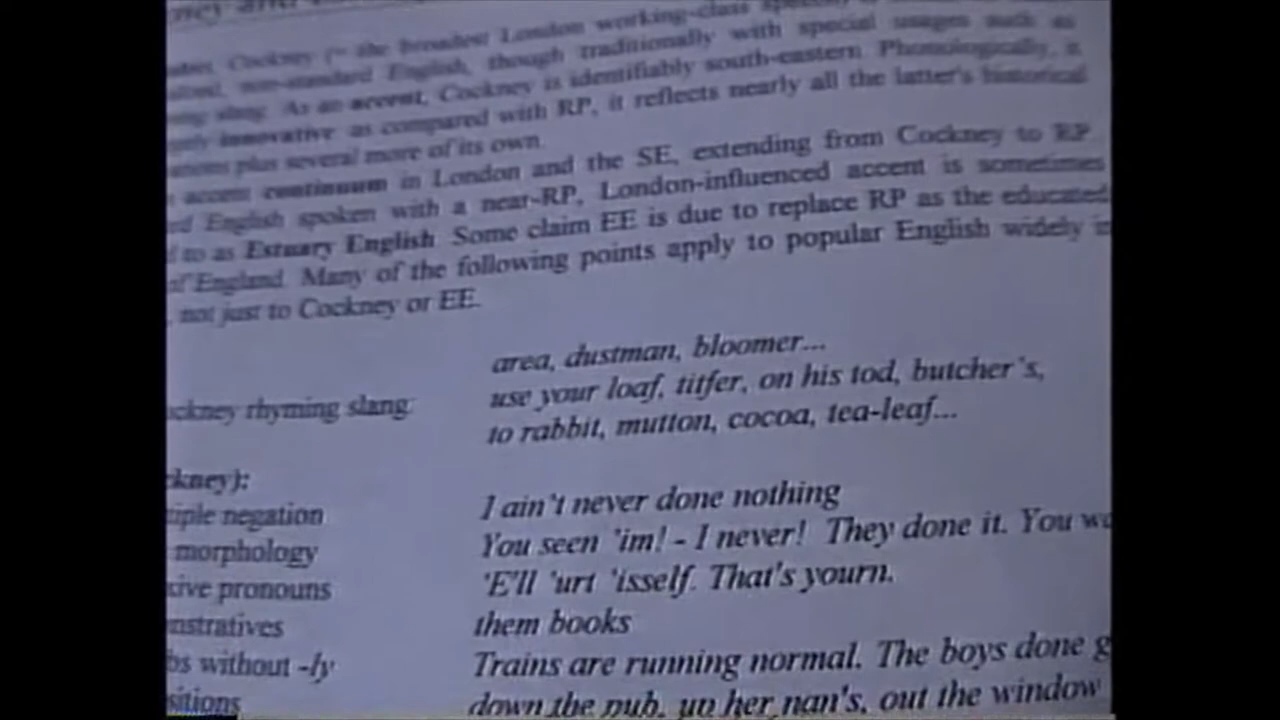 Cockney (= the broadest London working-class speech)
non-standard English, though traditionally with special usages such as
slang. As an accent, Cockney is identifiably south-eastern. Phonologically, it
innovative as compared with RP, it reflects nearly all the latter's historical
plus several more of its own.
accent continuum in London and the SE, extending from Cockney to RP.
English spoken with a near-RP, London-influenced accent is sometimes
to as Estuary English. Some claim EE is due to replace RP as the educated
of England. Many of the following points apply to popular English widely in
, not just to Cockney or EE.
area, dustman, bloomer...
ckney rhyming slang: use your loaf, titfer, on his tod, butcher's,
to rabbit, mutton, cocoa, tea-leaf...
ckney):
iple negation I ain't never done nothing
morphology You seen 'im! - I never! They done it. You w
xive pronouns 'E'll 'urt 'isself. That's yourn.
nstratives them books
bs without -ly Trains are running normal. The boys done g
sitions down the pub, up her nan's, out the window